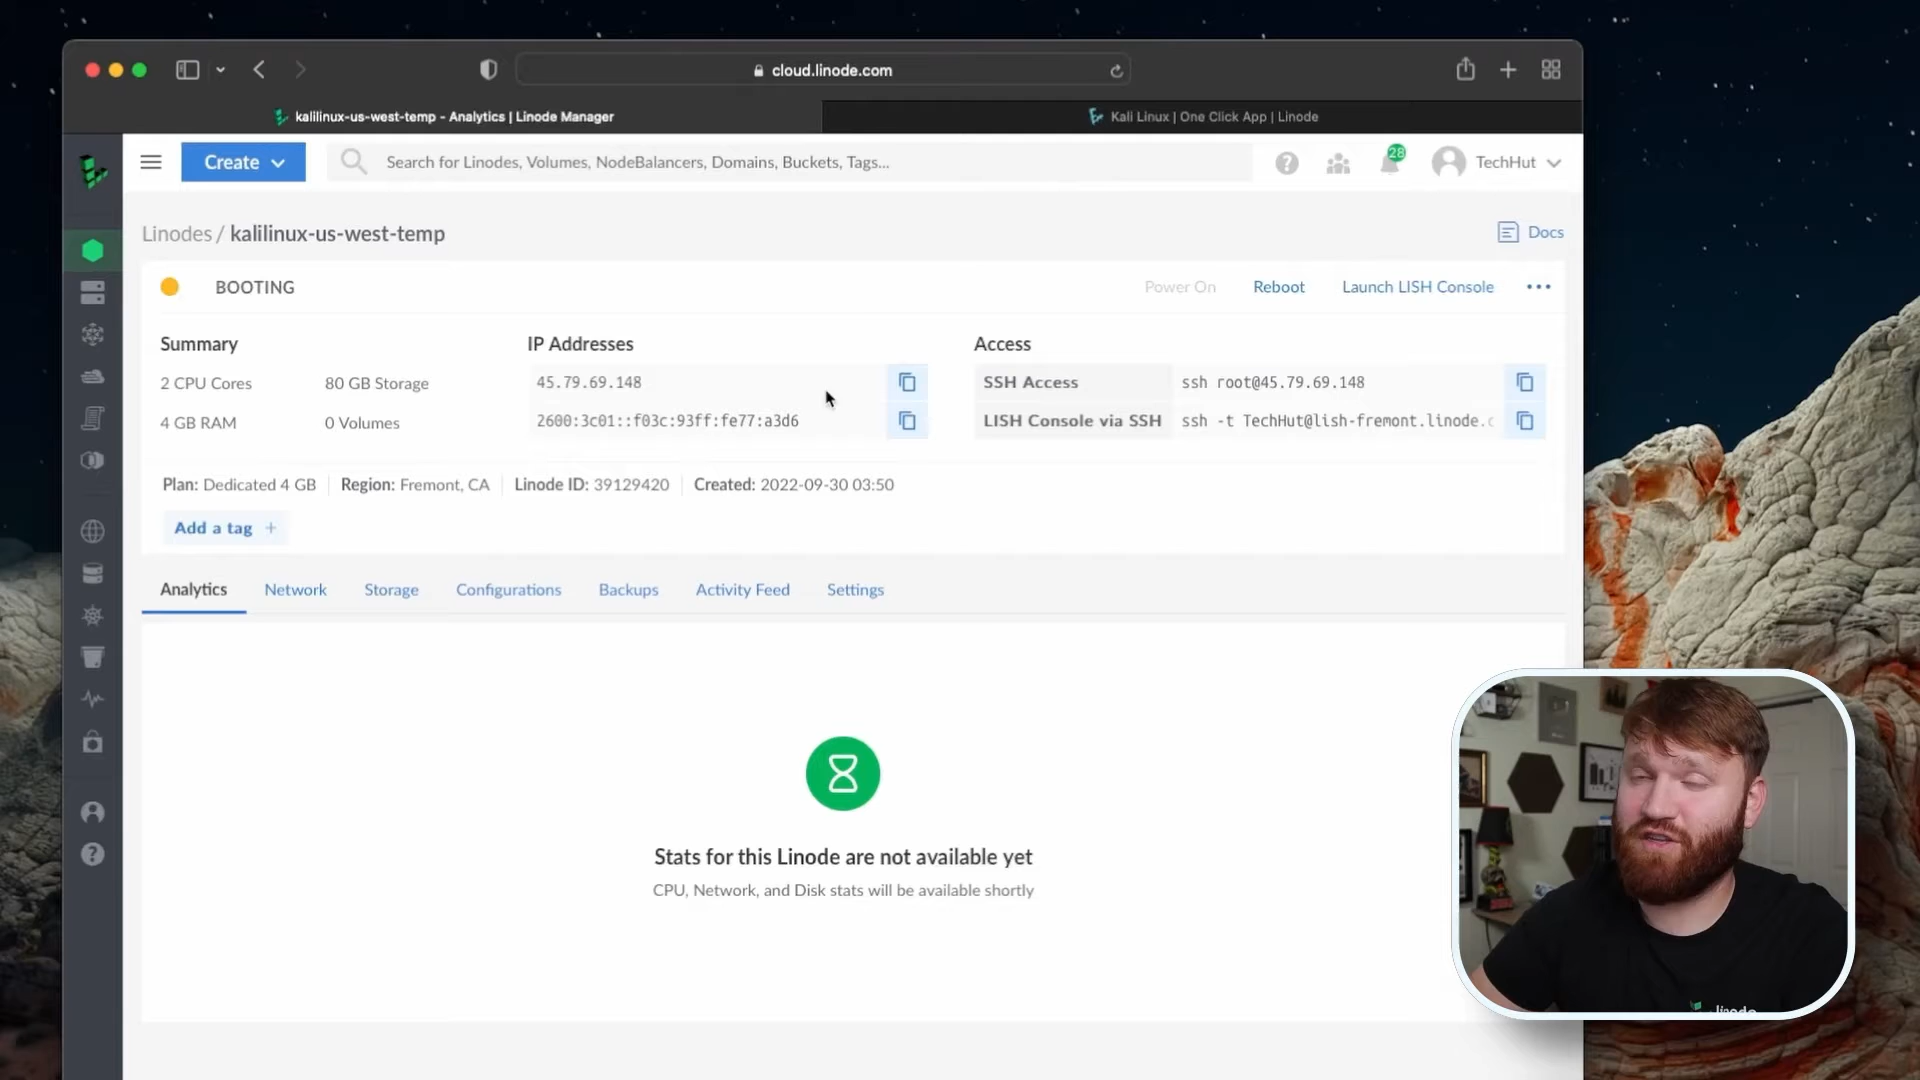 cloud.linode.com
kalilinux-us-west-temp - Analytics | Linode Manager
Kali Linux | One Click App | Linode
Create
Search for Linodes, Volumes, NodeBalancers, Domains, Buckets, Tags...
28
TechHut
Linodes / kalilinux-us-west-temp
Docs
BOOTING
Power On
Reboot
Launch LISH Console
Summary
IP Addresses
Access
2 CPU Cores
80 GB Storage
45.79.69.148
SSH Access
ssh root@45.79.69.148
4 GB RAM
0 Volumes
2600:3c01::f03c:93ff:fe77:a3d6
LISH Console via SSH
ssh -t TechHut@lish-fremont.linode.c
Plan: Dedicated 4 GB
Region: Fremont, CA
Linode ID: 39129420
Created: 2022-09-30 03:50
Add a tag +
Analytics
Network
Storage
Configurations
Backups
Activity Feed
Settings
Stats for this Linode are not available yet
CPU, Network, and Disk stats will be available shortly
linode